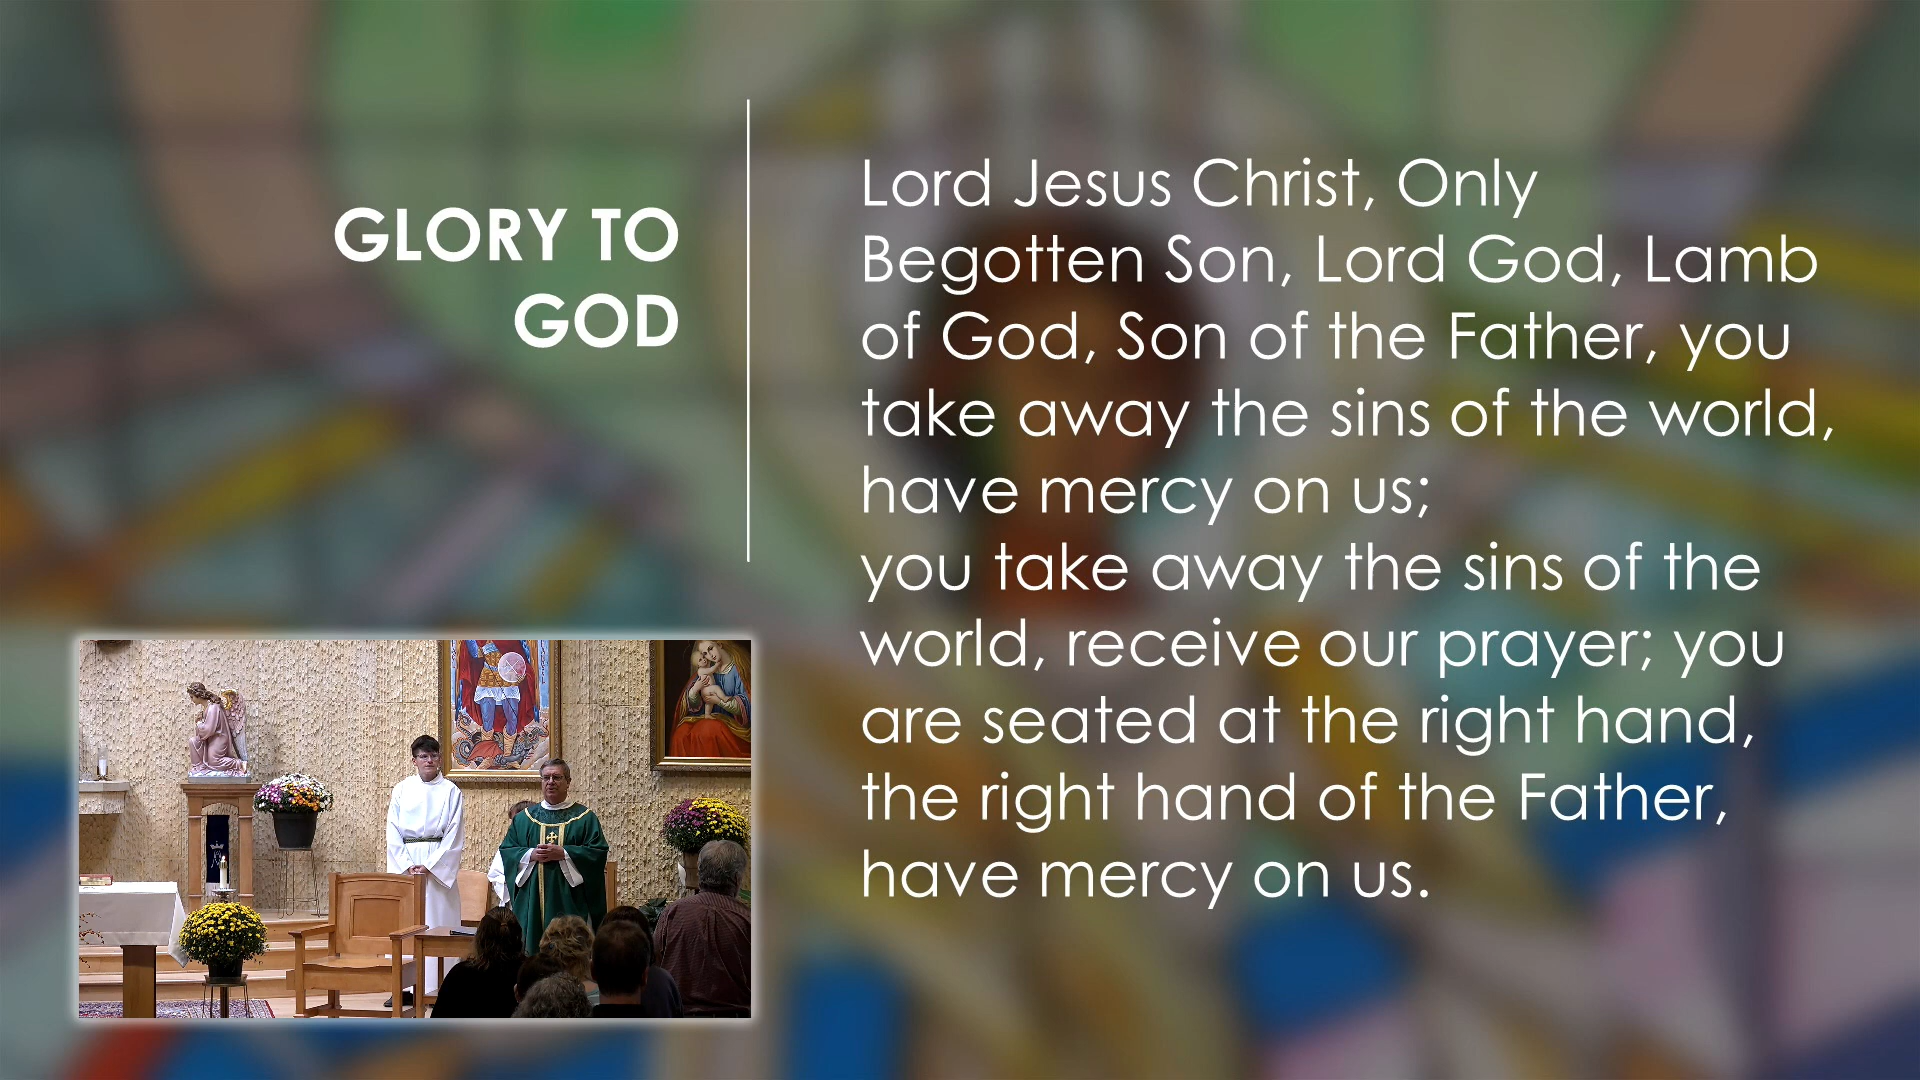 GLORY TO
GOD
Lord Jesus Christ, Only
Begotten Son, Lord God, Lamb
of God, Son of the Father, you
take away the sins of the world,
have mercy on us;
you take away the sins of the
world, receive our prayer; you
are seated at the right hand,
the right hand of the Father,
have mercy on us.